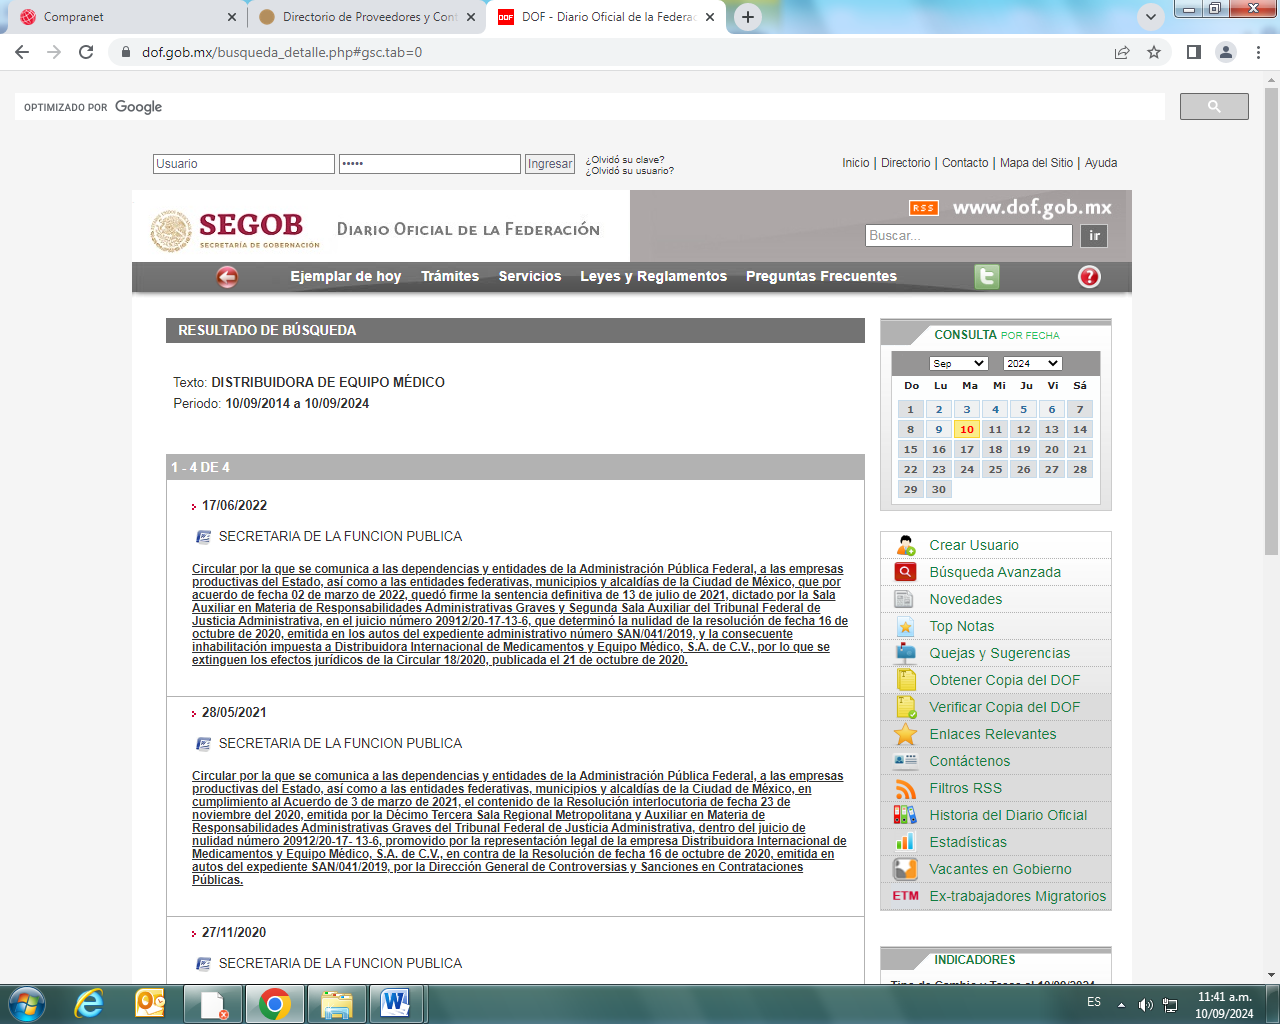 Compranet
Directorio de Proveedores y Cont
DOF - Diario Oficial de la Federac
dof.gob.mx/busqueda_detalle.php#gsc.tab=0
OPTIMIZADO POR Google
Usuario
•••••
Ingresar
¿Olvidó su clave?
¿Olvidó su usuario?
Inicio | Directorio | Contacto | Mapa del Sitio | Ayuda
SEGOB
SECRETARÍA DE GOBERNACIÓN
DIARIO OFICIAL DE LA FEDERACIÓN
RSS www.dof.gob.mx
Buscar...
ir
Ejemplar de hoy Trámites Servicios Leyes y Reglamentos Preguntas Frecuentes
RESULTADO DE BÚSQUEDA
Texto: DISTRIBUIDORA DE EQUIPO MÉDICO
Periodo: 10/09/2014 a 10/09/2024
1 - 4 DE 4
17/06/2022
SECRETARIA DE LA FUNCION PUBLICA
Circular por la que se comunica a las dependencias y entidades de la Administración Pública Federal, a las empresas
productivas del Estado, así como a las entidades federativas, municipios y alcaldías de la Ciudad de México, que por
acuerdo de fecha 02 de marzo de 2022, quedó firme la sentencia definitiva de 13 de julio de 2021, dictado por la Sala
Auxiliar en Materia de Responsabilidades Administrativas Graves y Segunda Sala Auxiliar del Tribunal Federal de
Justicia Administrativa, en el juicio número 20912/20-17-13-6, que determinó la nulidad de la resolución de fecha 16 de
octubre de 2020, emitida en los autos del expediente administrativo número SAN/041/2019, y la consecuente
inhabilitación impuesta a Distribuidora Internacional de Medicamentos y Equipo Médico, S.A. de C.V., por lo que se
extinguen los efectos jurídicos de la Circular 18/2020, publicada el 21 de octubre de 2020.
28/05/2021
SECRETARIA DE LA FUNCION PUBLICA
Circular por la que se comunica a las dependencias y entidades de la Administración Pública Federal, a las empresas
productivas del Estado, así como a las entidades federativas, municipios y alcaldías de la Ciudad de México, en
cumplimiento al Acuerdo de 3 de marzo de 2021, el contenido de la Resolución interlocutoria de fecha 23 de
noviembre del 2020, emitida por la Décimo Tercera Sala Regional Metropolitana y Auxiliar en Materia de
Responsabilidades Administrativas Graves del Tribunal Federal de Justicia Administrativa, dentro del juicio de
nulidad número 20912/20-17- 13-6, promovido por la representación legal de la empresa Distribuidora Internacional de
Medicamentos y Equipo Médico, S.A. de C.V., en contra de la Resolución de fecha 16 de octubre de 2020, emitida en
autos del expediente SAN/041/2019, por la Dirección General de Controversias y Sanciones en Contrataciones
Públicas.
27/11/2020
SECRETARIA DE LA FUNCION PUBLICA
CONSULTA POR FECHA
Sep 2024
Do Lu Ma Mi Ju Vi Sá
1 2 3 4 5 6 7
8 9 10 11 12 13 14
15 16 17 18 19 20 21
22 23 24 25 26 27 28
29 30
Crear Usuario
Búsqueda Avanzada
Novedades
Top Notas
Quejas y Sugerencias
Obtener Copia del DOF
Verificar Copia del DOF
Enlaces Relevantes
Contáctenos
Filtros RSS
Historia del Diario Oficial
Estadísticas
Vacantes en Gobierno
ETM Ex-trabajadores Migratorios
INDICADORES
Tipo de Cambio y Tasas al 10/09/2024
ES
11:41 a.m.
10/09/2024